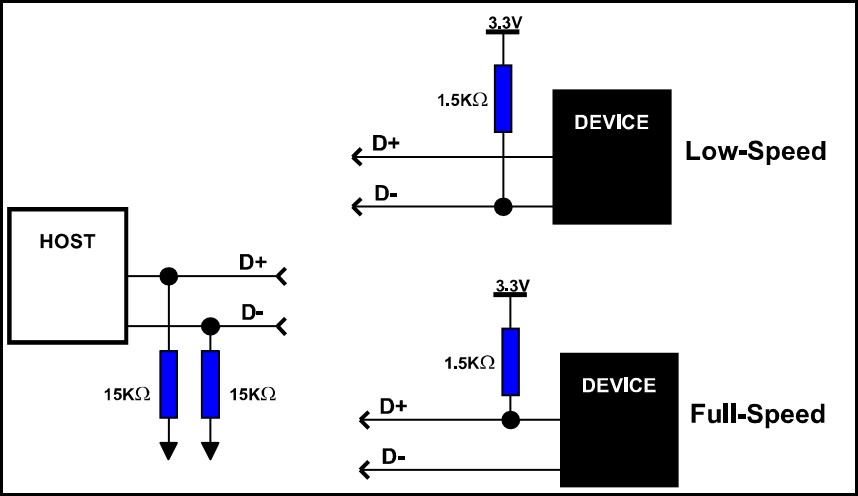 3.3V
1.5KΩ
DEVICE
Low-Speed
D+
D-
HOST
D+
D-
15KΩ 15KΩ
3.3V
1.5KΩ
DEVICE
Full-Speed
D+
D-